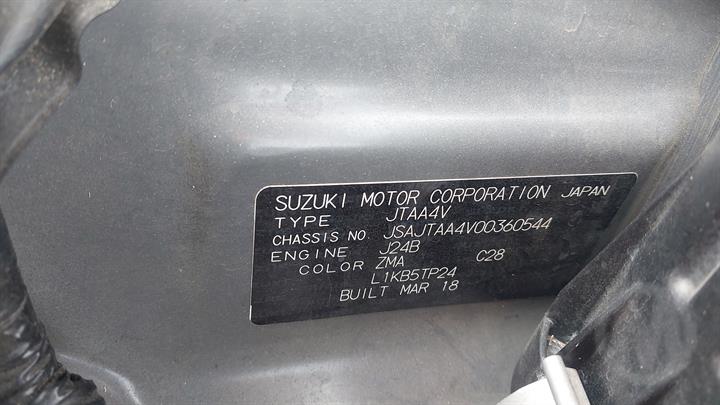 SUZUKI MOTOR CORPORATION JAPAN
TYPE JTAA4V
CHASSIS NO. JSAJTAA4V00360544
ENGINE J24B
COLOR ZMA C28
L1KB5TP24
BUILT MAR 18